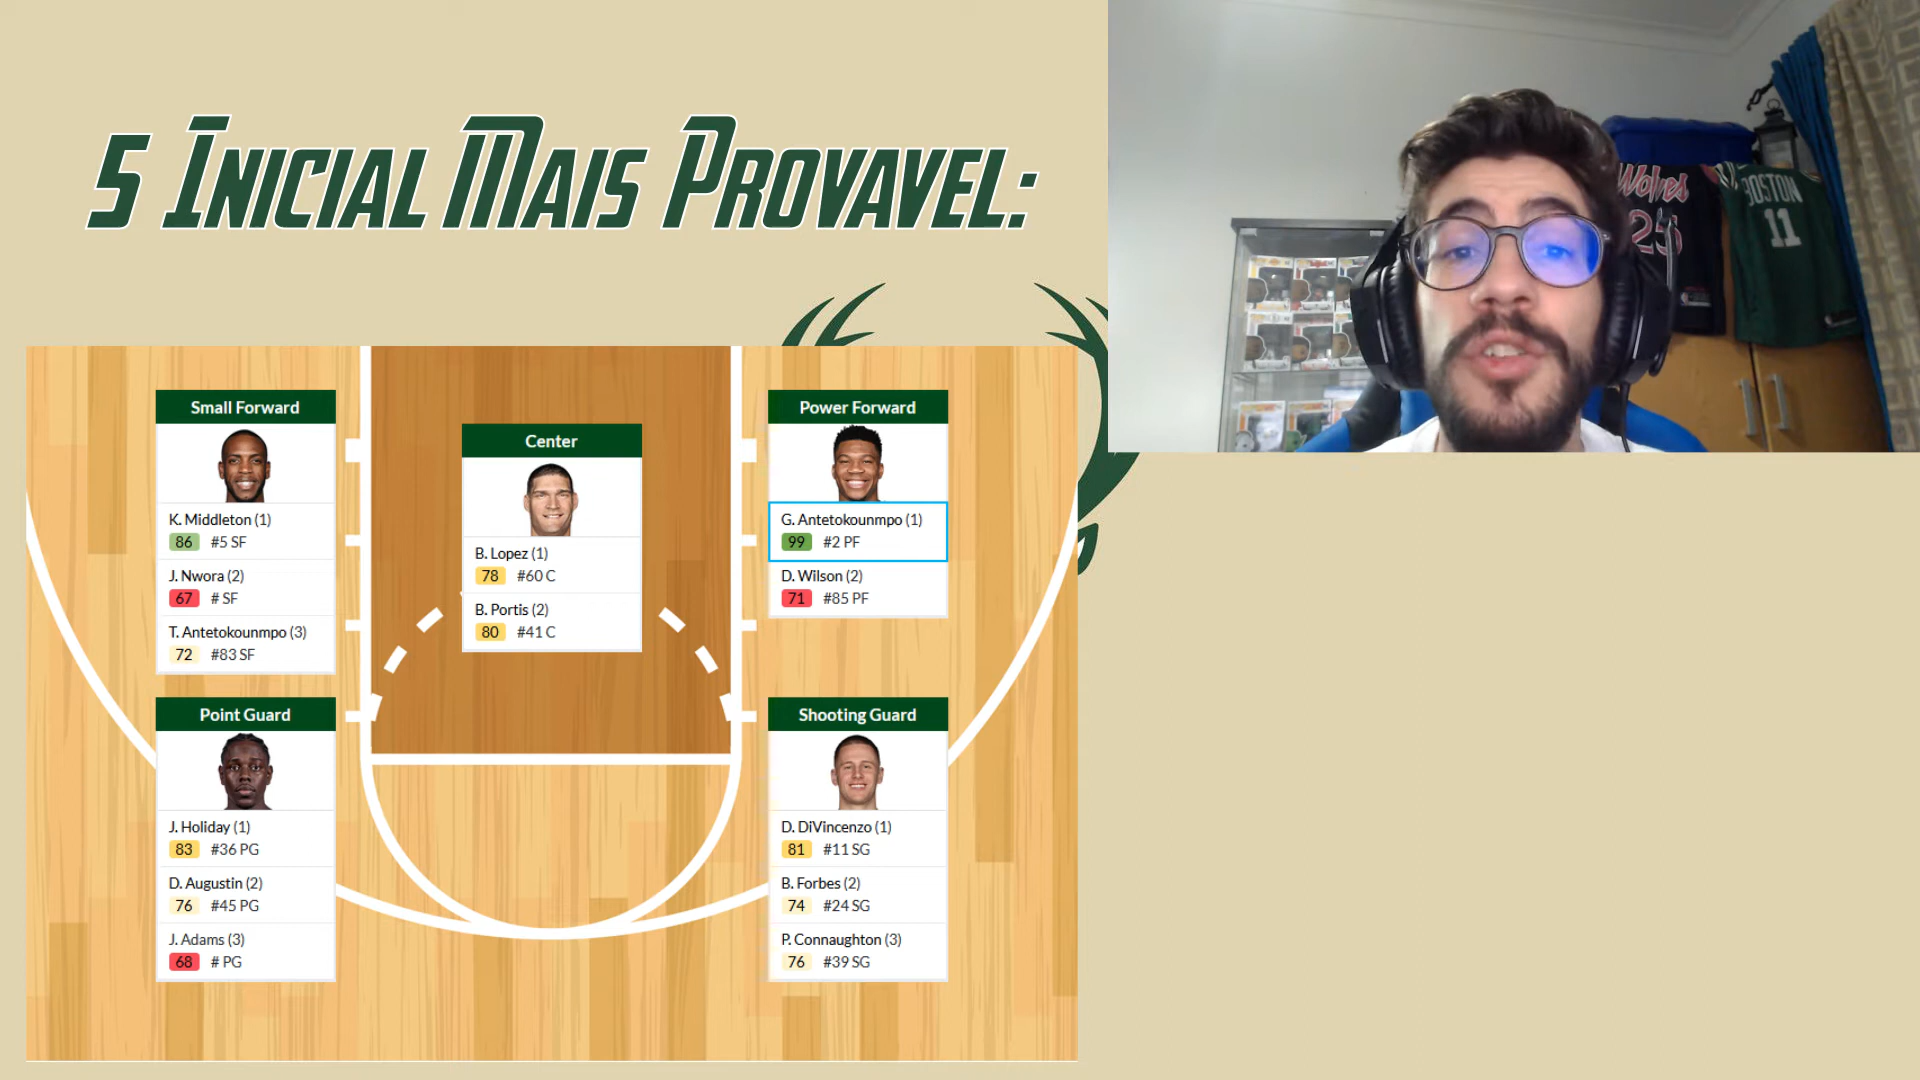 5 Inicial Mais Provavel:
Small Forward
K. Middleton (1)
86 #5 SF
J. Nwora (2)
67 # SF
T. Antetokounmpo (3)
72 #83 SF
Center
B. Lopez (1)
78 #60 C
B. Portis (2)
80 #41 C
Power Forward
G. Antetokounmpo (1)
99 #2 PF
D. Wilson (2)
71 #85 PF
Point Guard
J. Holiday (1)
83 #36 PG
D. Augustin (2)
76 #45 PG
J. Adams (3)
68 # PG
Shooting Guard
D. DiVincenzo (1)
81 #11 SG
B. Forbes (2)
74 #24 SG
P. Connaughton (3)
76 #39 SG
Wolves
25
BOSTON
11